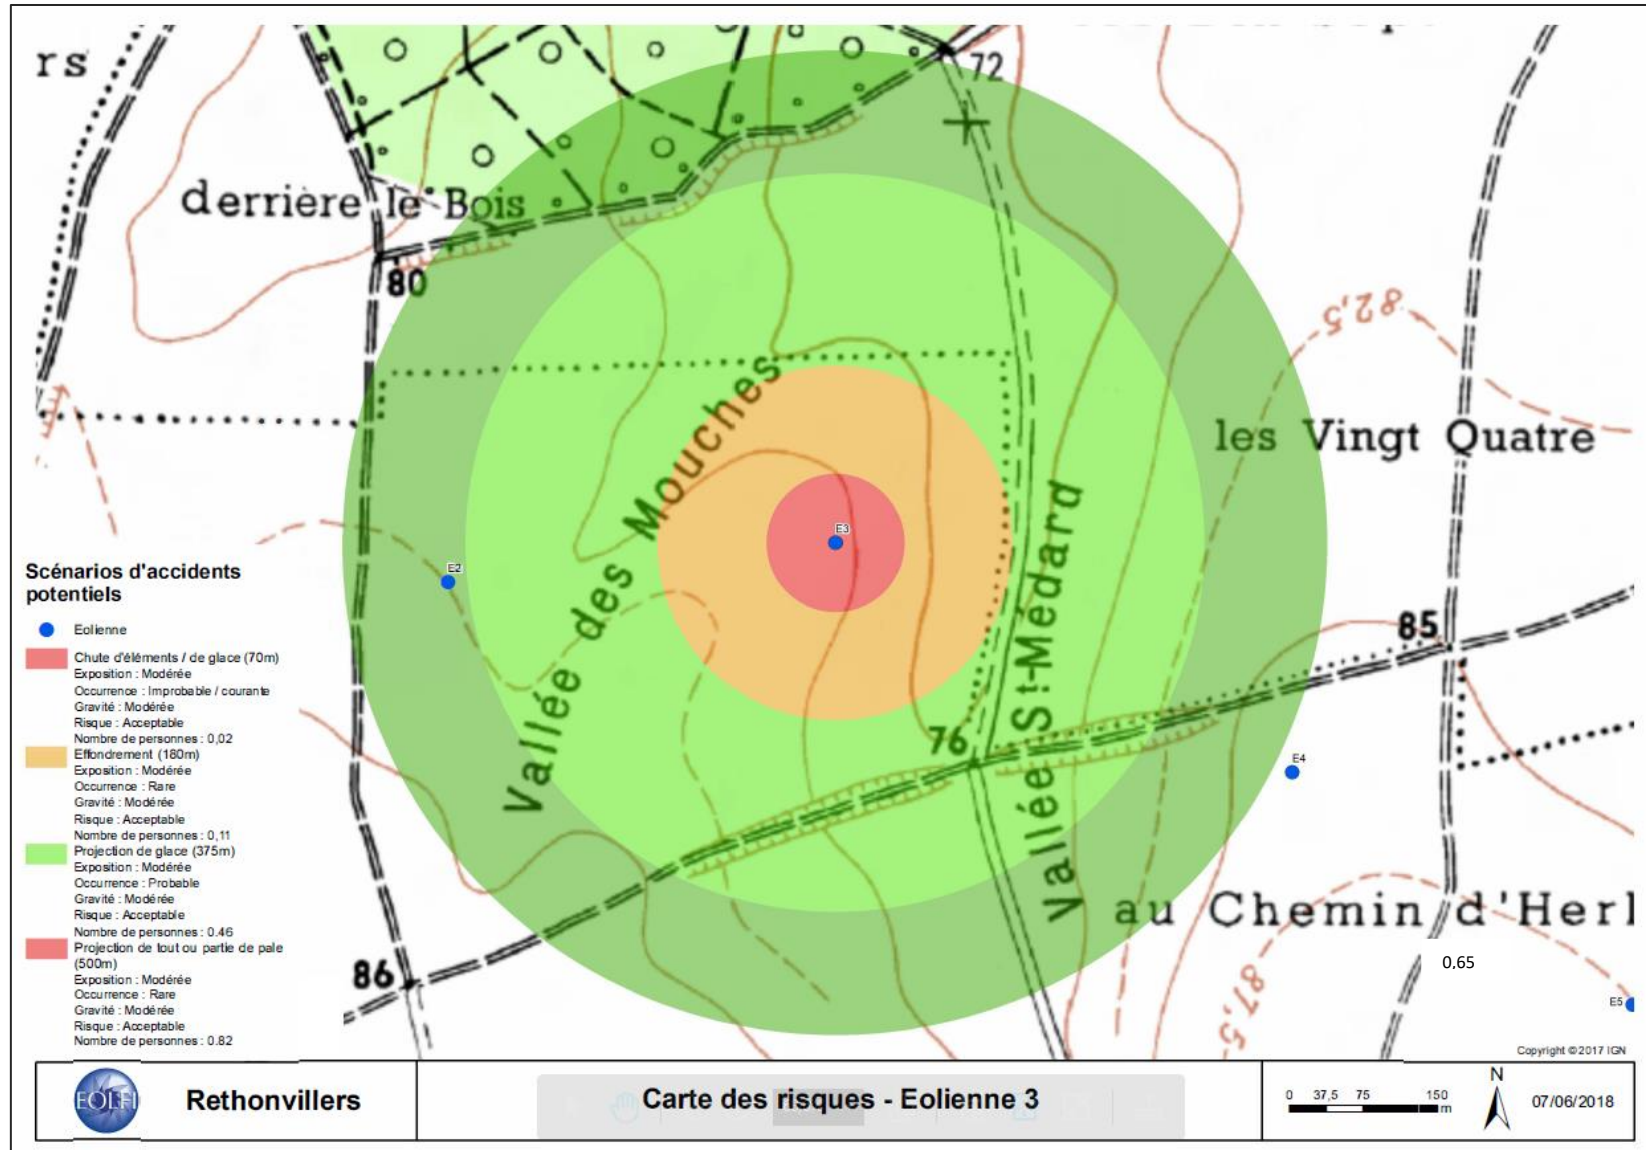 rs
72
derrière le Bois
80
82,5
Vallée des Mouches
les Vingt Quatre
E3
Vallée St-Médard
E2
85
76
E4
au Chemin d'Herl
86
0,65
87,5
E5
Scénarios d'accidents
potentiels
Eolienne
Chute d'éléments / de glace (70m)
Exposition : Modérée
Occurrence : Improbable / courante
Gravité : Modérée
Risque : Acceptable
Nombre de personnes : 0,02
Effondrement (180m)
Exposition : Modérée
Occurrence : Rare
Gravité : Modérée
Risque : Acceptable
Nombre de personnes : 0,11
Projection de glace (375m)
Exposition : Modérée
Occurrence : Probable
Gravité : Modérée
Risque : Acceptable
Nombre de personnes : 0.46
Projection de tout ou partie de pale
(500m)
Exposition : Modérée
Occurrence : Rare
Gravité : Modérée
Risque : Acceptable
Nombre de personnes : 0.82
Copyright © 2017 IGN
EOLFI
Rethonvillers
Carte des risques - Eolienne 3
0 37,5 75 150
m
N
07/06/2018